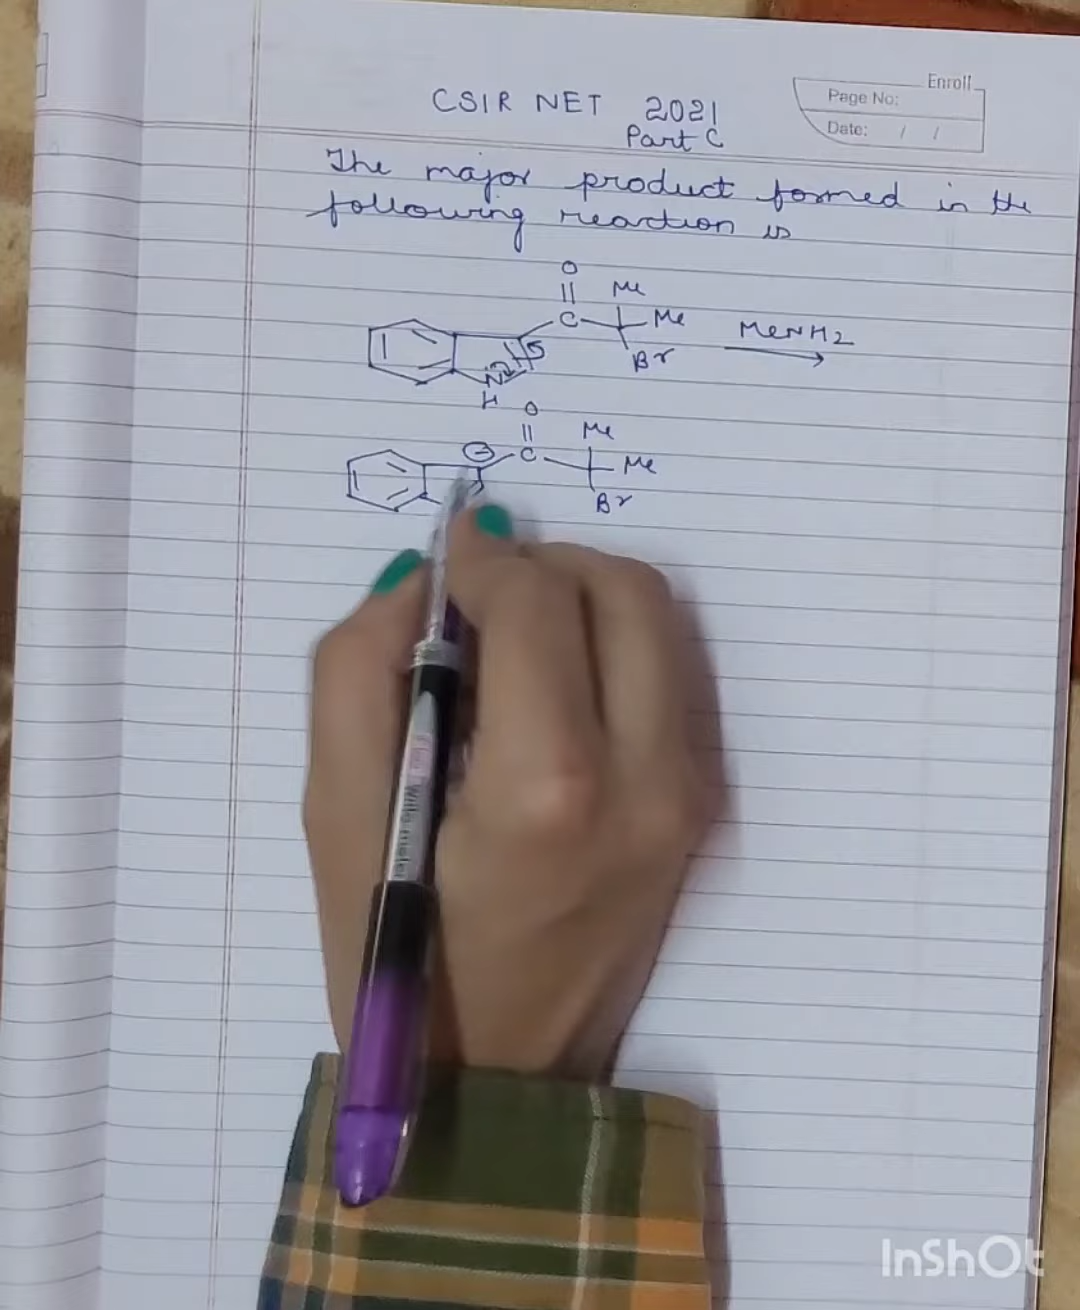 Enroll
Page No:
Date: / /
CSIR NET 2021
Part C
The major product formed in the
following reaction is
O
C
Me
Me
Br
MeNH2
N
H
O
C
Me
Me
Br
InShOt